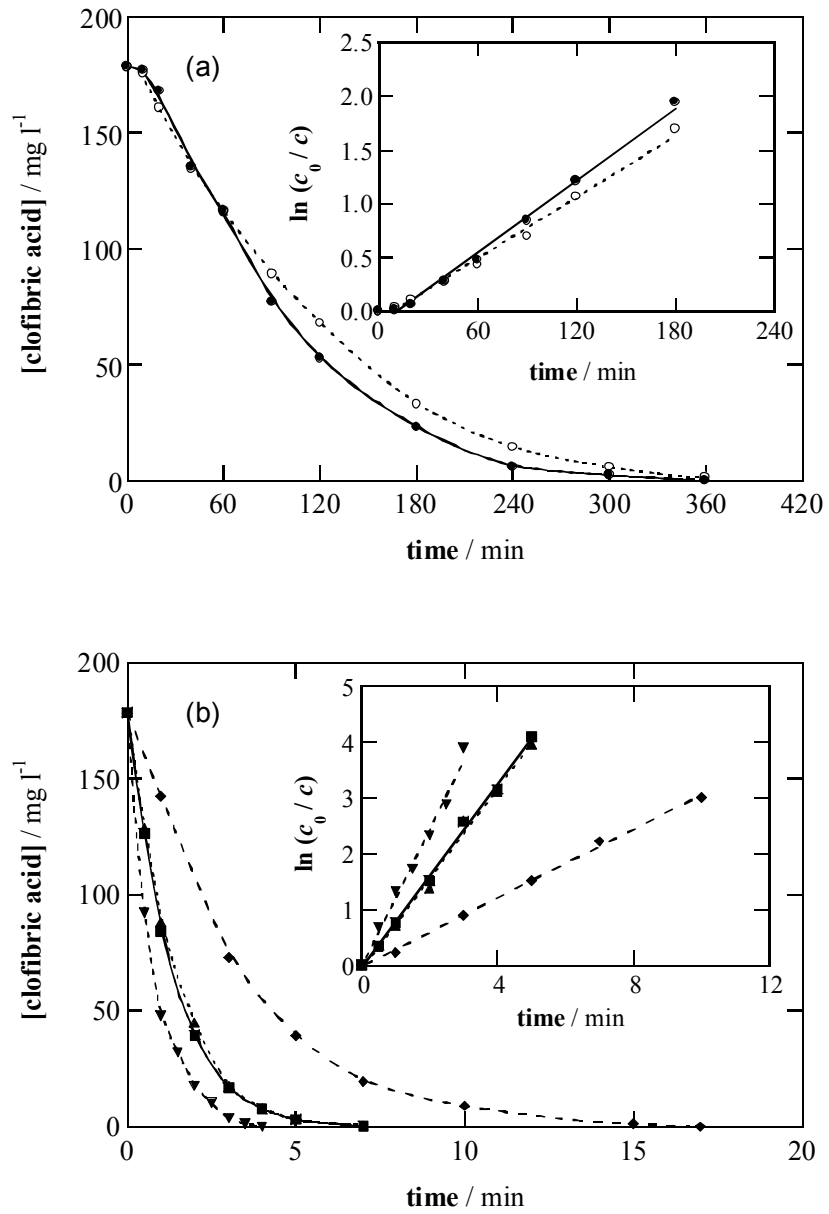 (a)
[clofibric acid] / mg l⁻¹
200
150
100
50
0
0 60 120 180 240 300 360 420
time / min
ln (c₀ / c)
2.5
2.0
1.5
1.0
0.5
0.0
0 60 120 180 240
time / min
(b)
[clofibric acid] / mg l⁻¹
200
150
100
50
0
0 5 10 15 20
time / min
ln (c₀ / c)
5
4
3
2
1
0
0 4 8 12
time / min